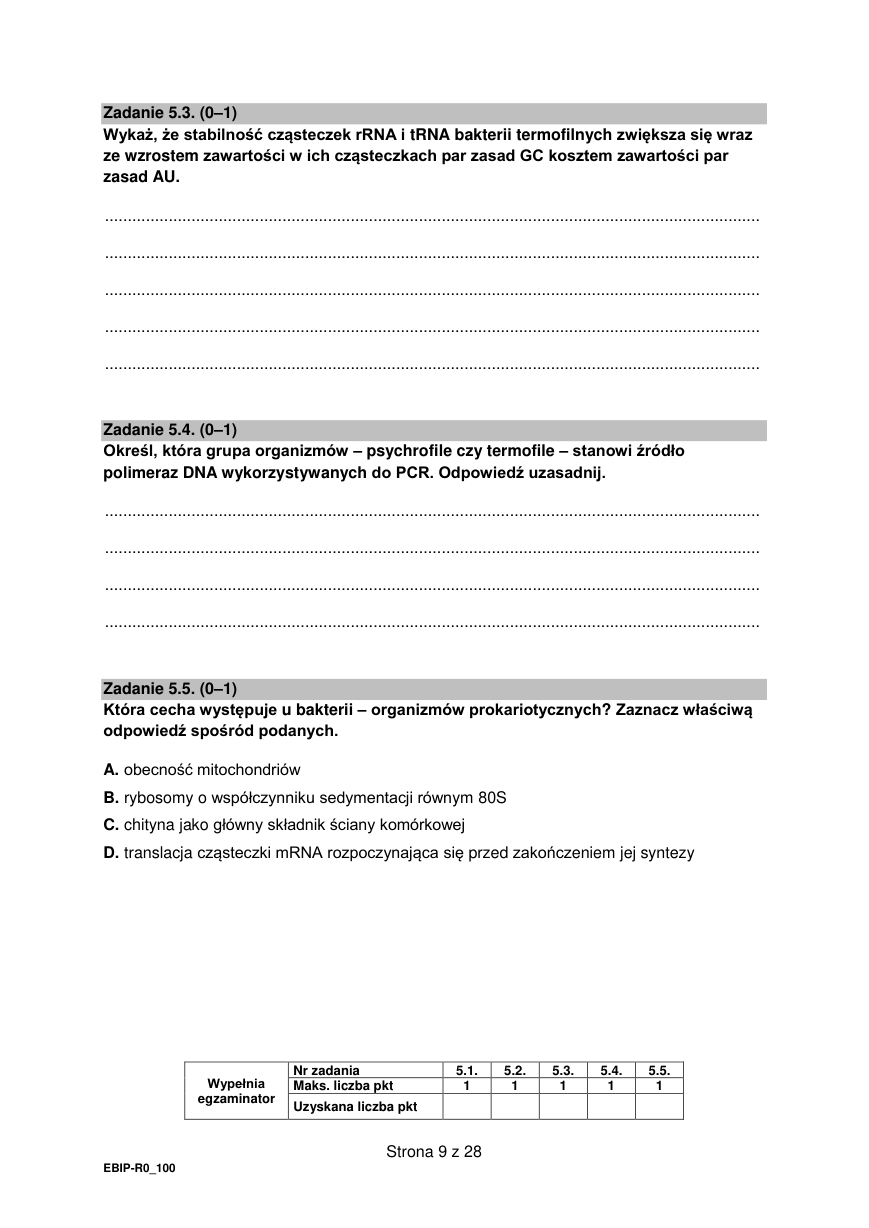 Zadanie 5.3. (0–1)
Wykaż, że stabilność cząsteczek rRNA i tRNA bakterii termofilnych zwiększa się wraz
ze wzrostem zawartości w ich cząsteczkach par zasad GC kosztem zawartości par
zasad AU.
Zadanie 5.4. (0–1)
Określ, która grupa organizmów – psychrofile czy termofile – stanowi źródło
polimeraz DNA wykorzystywanych do PCR. Odpowiedź uzasadnij.
Zadanie 5.5. (0–1)
Która cecha występuje u bakterii – organizmów prokariotycznych? Zaznacz właściwą
odpowiedź spośród podanych.
A. obecność mitochondriów
B. rybosomy o współczynniku sedymentacji równym 80S
C. chityna jako główny składnik ściany komórkowej
D. translacja cząsteczki mRNA rozpoczynająca się przed zakończeniem jej syntezy
Wypełnia egzaminator
Nr zadania 5.1. 5.2. 5.3. 5.4. 5.5.
Maks. liczba pkt 1 1 1 1 1
Uzyskana liczba pkt
Strona 9 z 28
EBIP-R0_100